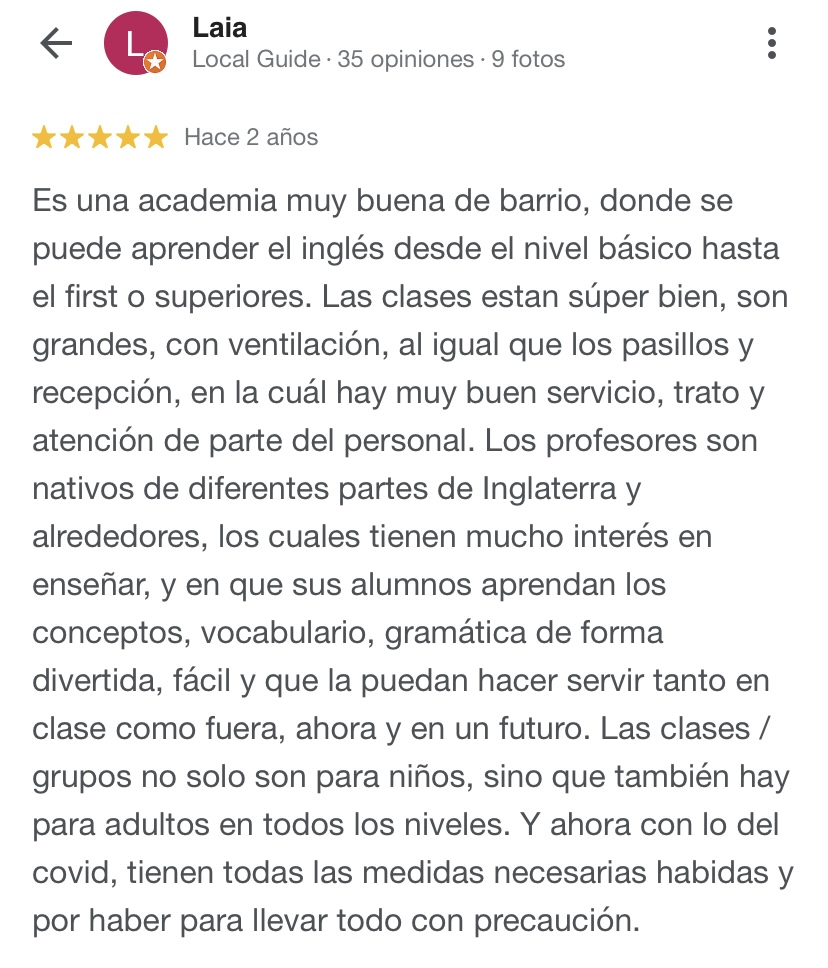 L
Laia
Local Guide · 35 opiniones · 9 fotos
Hace 2 años
Es una academia muy buena de barrio, donde se
puede aprender el inglés desde el nivel básico hasta
el first o superiores. Las clases estan súper bien, son
grandes, con ventilación, al igual que los pasillos y
recepción, en la cuál hay muy buen servicio, trato y
atención de parte del personal. Los profesores son
nativos de diferentes partes de Inglaterra y
alrededores, los cuales tienen mucho interés en
enseñar, y en que sus alumnos aprendan los
conceptos, vocabulario, gramática de forma
divertida, fácil y que la puedan hacer servir tanto en
clase como fuera, ahora y en un futuro. Las clases /
grupos no solo son para niños, sino que también hay
para adultos en todos los niveles. Y ahora con lo del
covid, tienen todas las medidas necesarias habidas y
por haber para llevar todo con precaución.